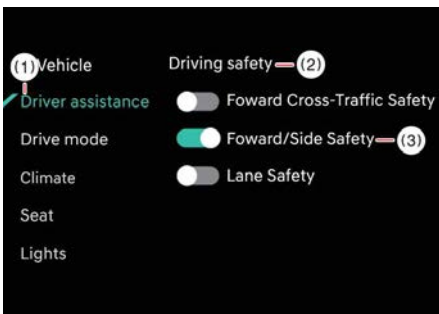 (1) Vehicle
Driving safety (2)
Driver assistance
Foward Cross-Traffic Safety
Drive mode
Foward/Side Safety (3)
Climate
Lane Safety
Seat
Lights